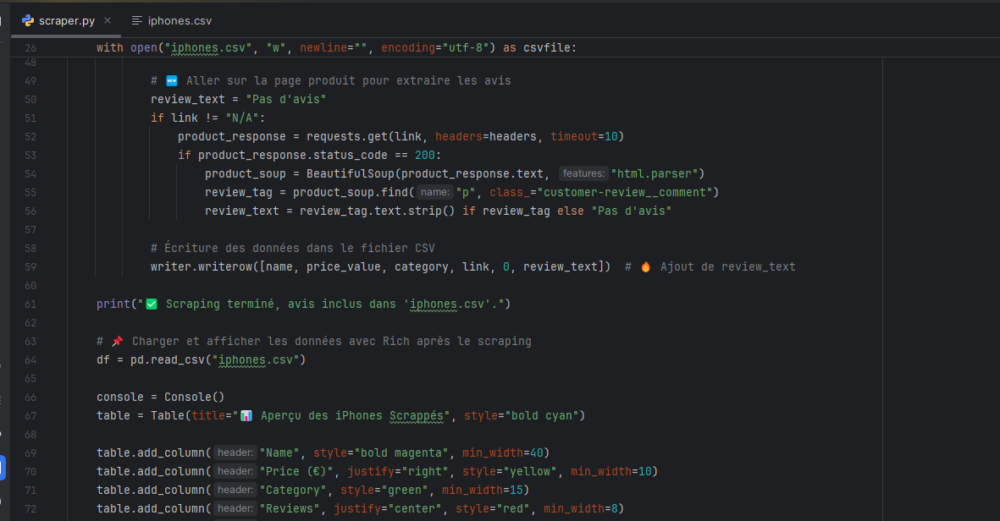 scraper.py × iphones.csv
26 with open("iphones.csv", "w", newline="", encoding="utf-8") as csvfile:
48
49 # 🆕 Aller sur la page produit pour extraire les avis
50 review_text = "Pas d'avis"
51 if link != "N/A":
52 product_response = requests.get(link, headers=headers, timeout=10)
53 if product_response.status_code == 200:
54 product_soup = BeautifulSoup(product_response.text, features: "html.parser")
55 review_tag = product_soup.find( name: "p", class_="customer-review__comment")
56 review_text = review_tag.text.strip() if review_tag else "Pas d'avis"
57
58 # Écriture des données dans le fichier CSV
59 writer.writerow([name, price_value, category, link, 0, review_text]) # 🔥 Ajout de review_text
60
61 print("✅ Scraping terminé, avis inclus dans 'iphones.csv'.")
62
63 # 📌 Charger et afficher les données avec Rich après le scraping
64 df = pd.read_csv("iphones.csv")
65
66 console = Console()
67 table = Table(title="📊 Aperçu des iPhones Scrappés", style="bold cyan")
68
69 table.add_column( header: "Name", style="bold magenta", min_width=40)
70 table.add_column( header: "Price (€)", justify="right", style="yellow", min_width=10)
71 table.add_column( header: "Category", style="green", min_width=15)
72 table.add_column( header: "Reviews", justify="center", style="red", min_width=8)